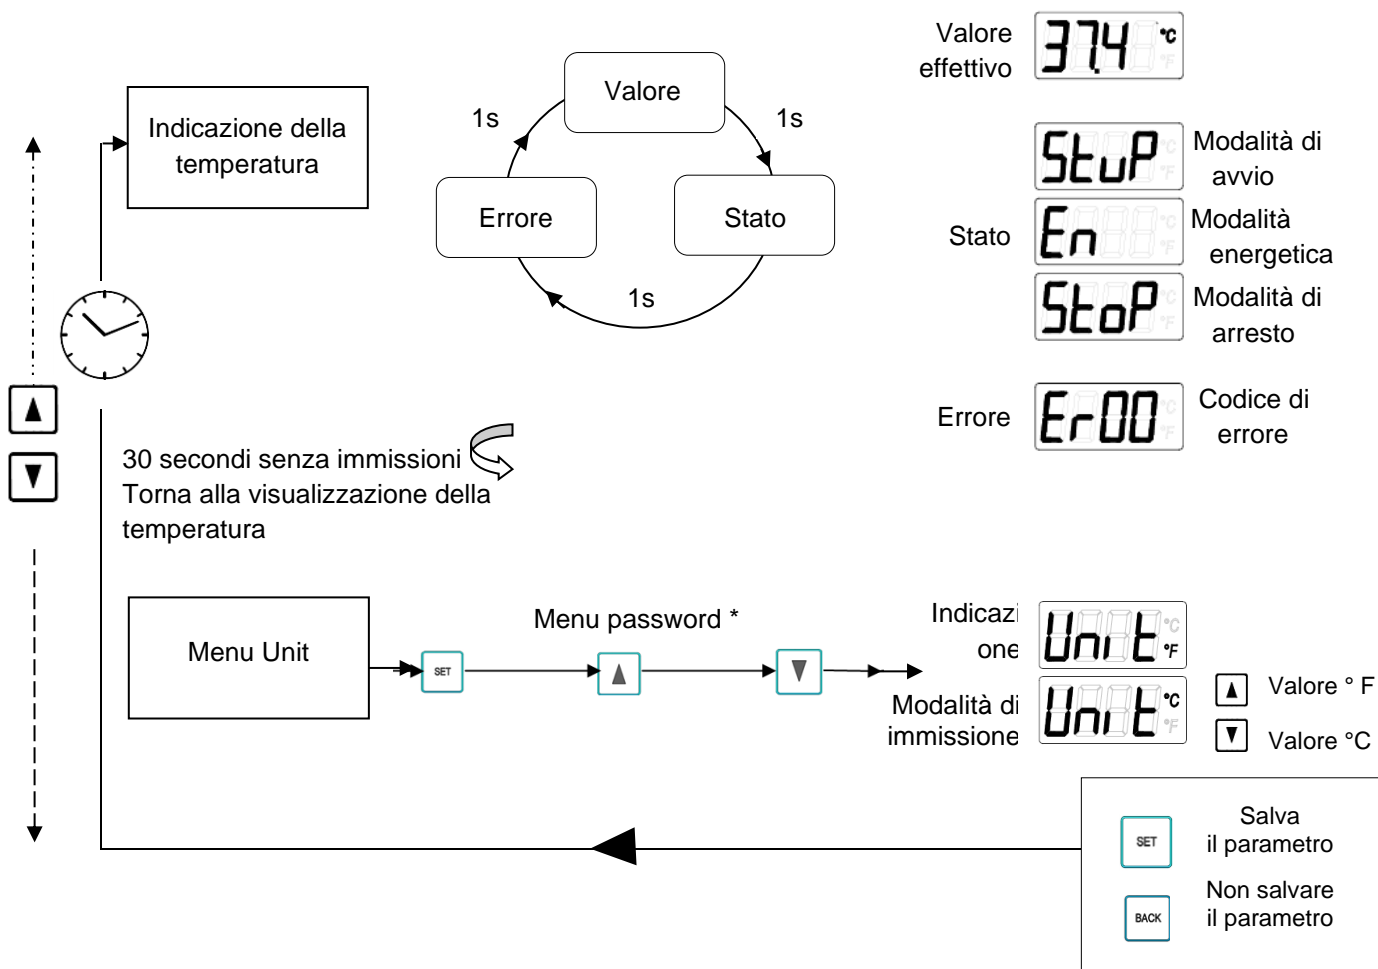 Valore
effettivo
37.4 °C
°F
Indicazione della
temperatura
Valore
1s
1s
Errore
Stato
1s
Stato
StuP °C
°F
Modalità di
avvio
En °C
°F
Modalità
energetica
StoP °C
°F
Modalità di
arresto
Errore
Er00 °C
°F
Codice di
errore
30 secondi senza immissioni
Torna alla visualizzazione della
temperatura
Menu Unit
Menu password *
SET
Indicazi
one
Unit °C
°F
Modalità di
immissione
Unit °C
°F
Valore ° F
Valore °C
SET
Salva
il parametro
BACK
Non salvare
il parametro